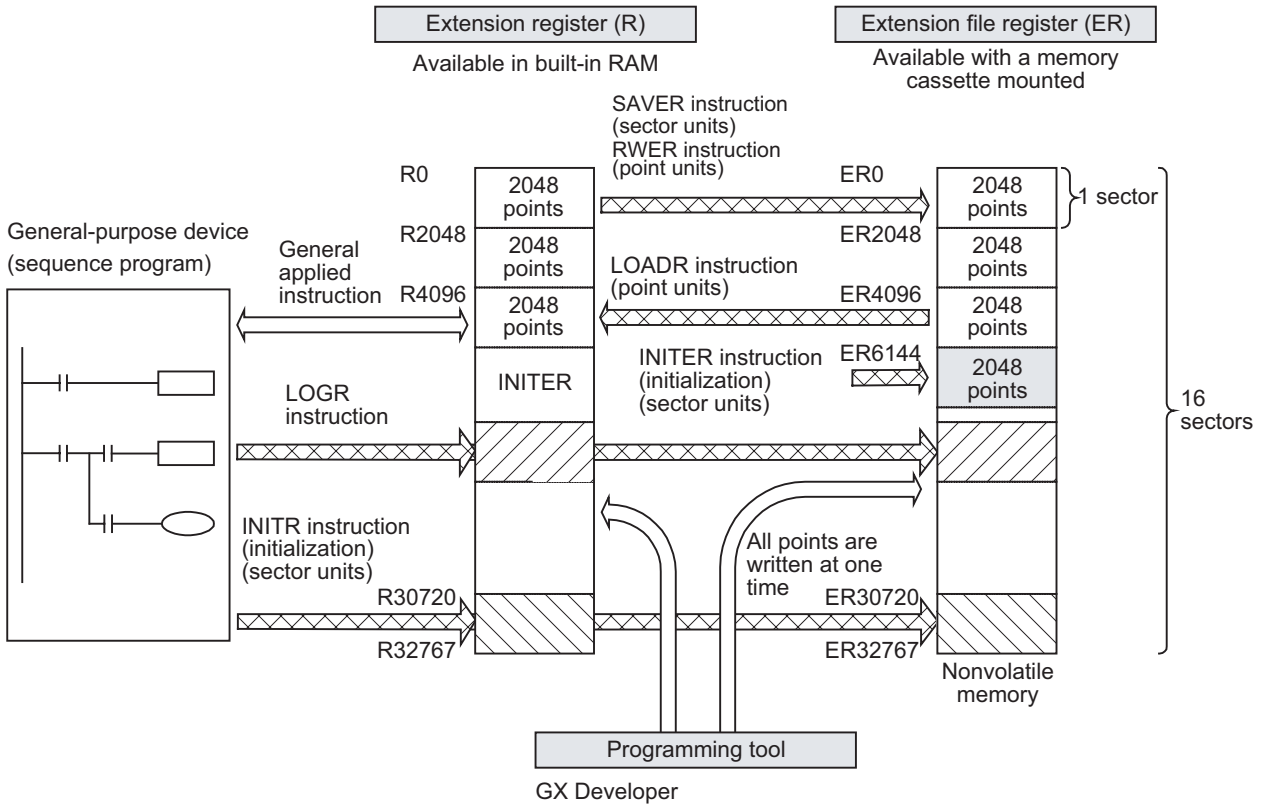 Extension register (R)
Available in built-in RAM
Extension file register (ER)
Available with a memory
cassette mounted
SAVER instruction
(sector units)
RWER instruction
(point units)
R0
2048
points
ER0
2048
points
1 sector
General-purpose device
(sequence program)
General
applied
instruction
R2048
2048
points
ER2048
2048
points
LOADR instruction
(point units)
R4096
2048
points
ER4096
2048
points
INITER
INITER instruction
(initialization)
(sector units)
ER6144
2048
points
LOGR
instruction
16
sectors
INITR instruction
(initialization)
(sector units)
All points are
written at one
time
R30720
R32767
ER30720
ER32767
Nonvolatile
memory
Programming tool
GX Developer